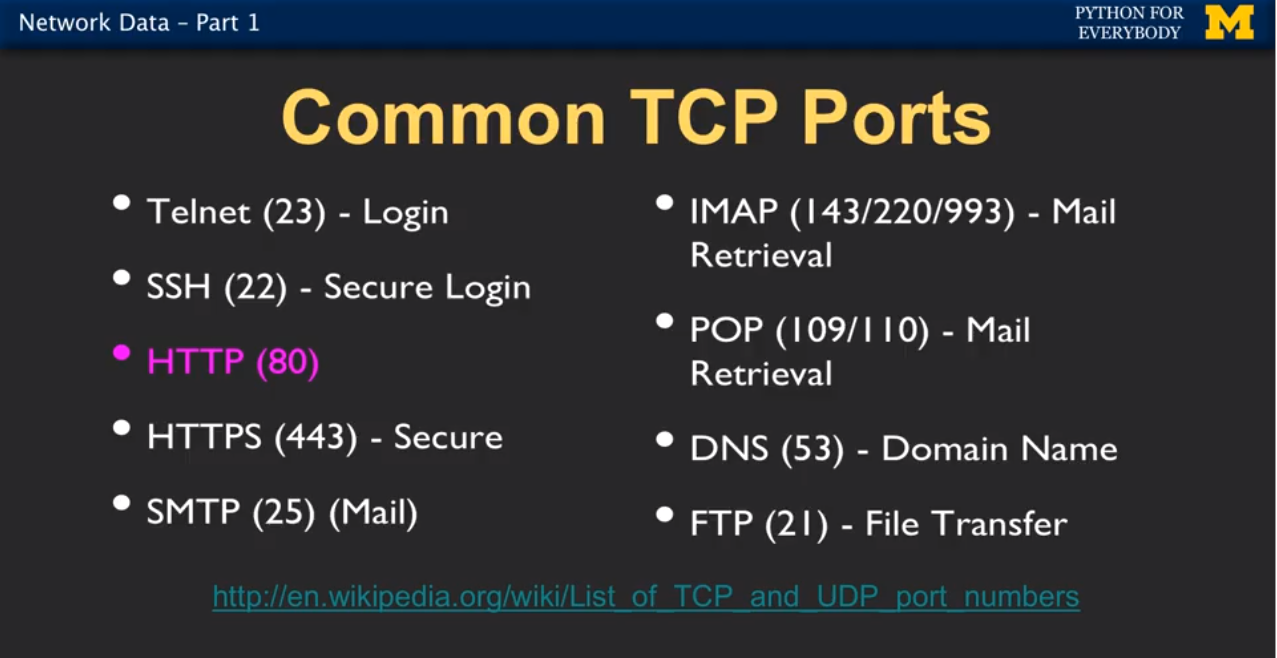 Network Data – Part 1
PYTHON FOR
EVERYBODY
Common TCP Ports
• Telnet (23) - Login
• SSH (22) - Secure Login
• HTTP (80)
• HTTPS (443) - Secure
• SMTP (25) (Mail)
• IMAP (143/220/993) - Mail
Retrieval
• POP (109/110) - Mail
Retrieval
• DNS (53) - Domain Name
• FTP (21) - File Transfer
http://en.wikipedia.org/wiki/List_of_TCP_and_UDP_port_numbers